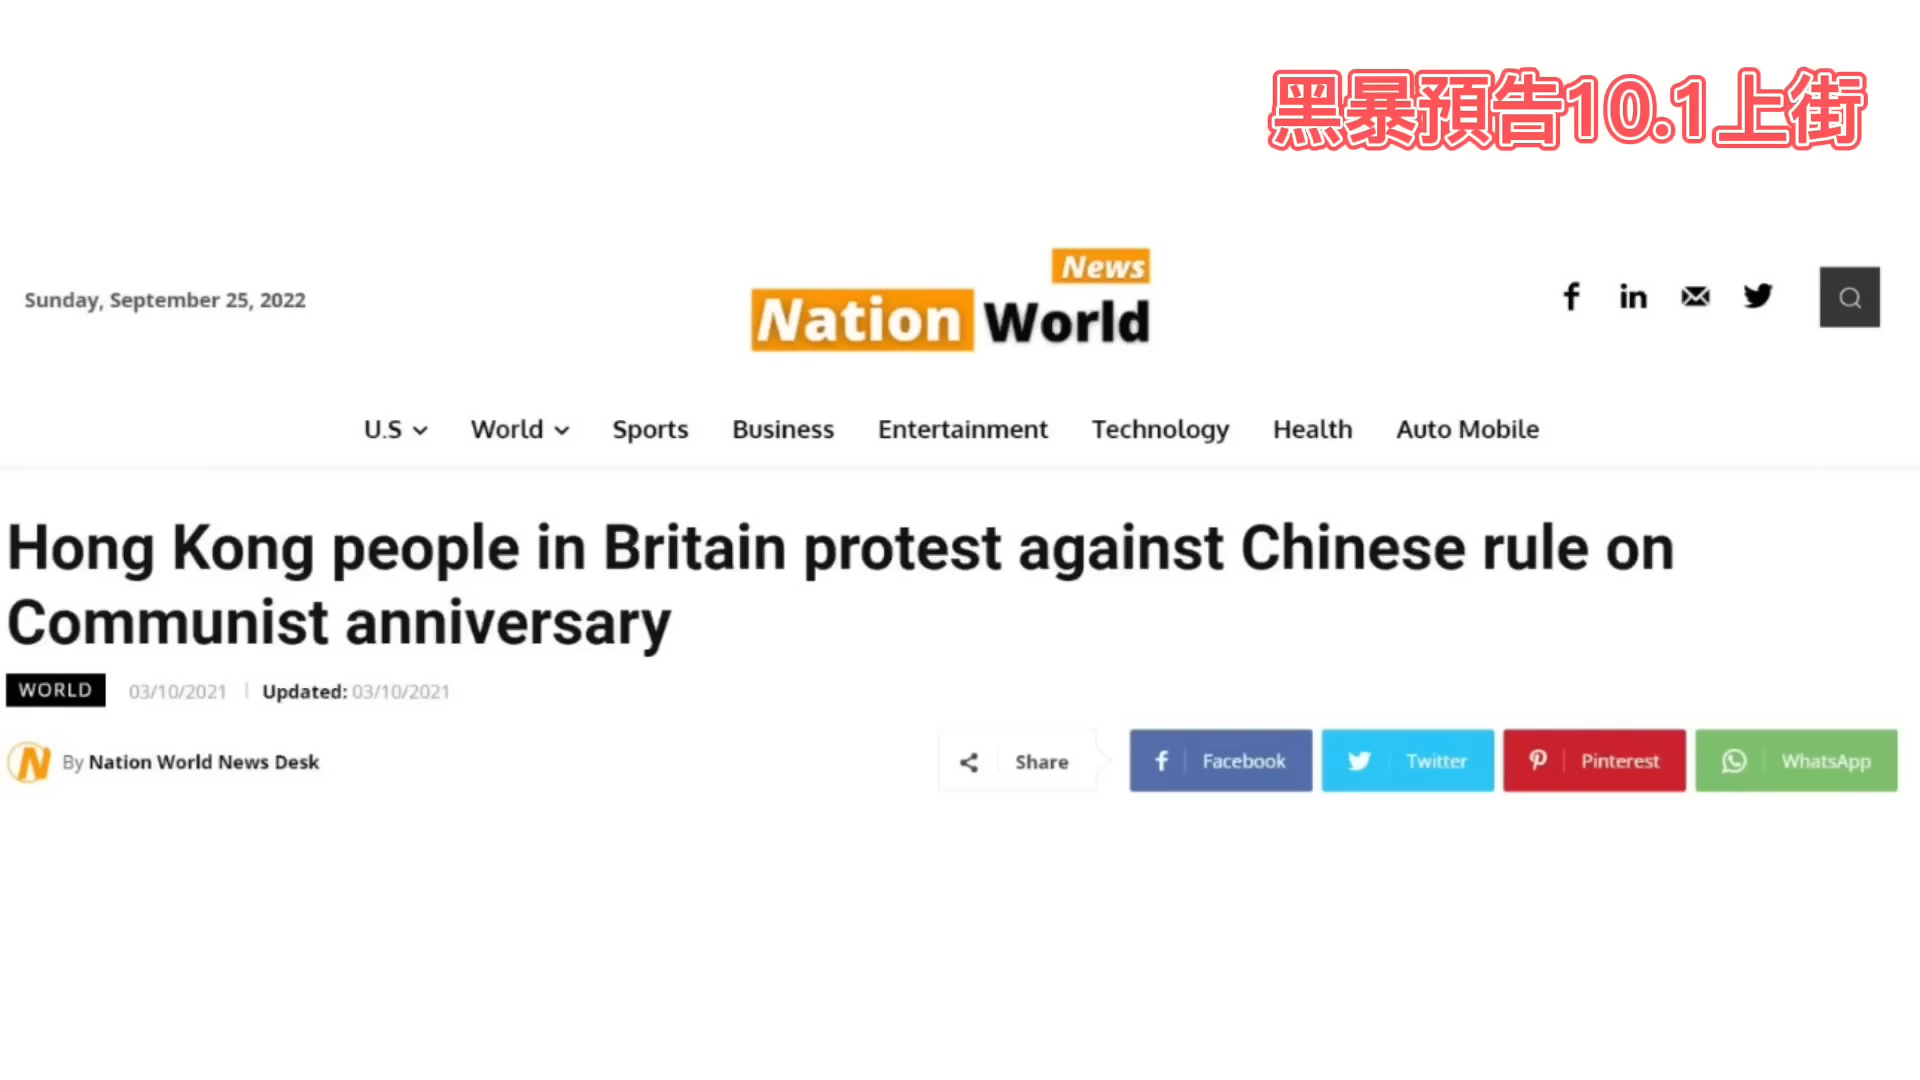 黑暴預告10.1上街
News
Sunday, September 25, 2022
Nation World
U.S World Sports Business Entertainment Technology Health Auto Mobile
Hong Kong people in Britain protest against Chinese rule on
Communist anniversary
WORLD 03/10/2021 Updated: 03/10/2021
N By Nation World News Desk Share Facebook Twitter Pinterest WhatsApp